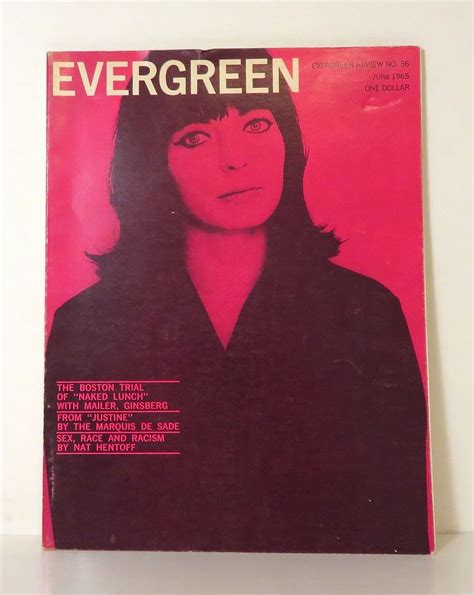 EVERGREEN
EVERGREEN REVIEW NO. 36
JUNE 1965
ONE DOLLAR
THE BOSTON TRIAL
OF "NAKED LUNCH"
WITH MAILER, GINSBERG
FROM "JUSTINE"
BY THE MARQUIS DE SADE
SEX, RACE AND RACISM
BY NAT HENTOFF